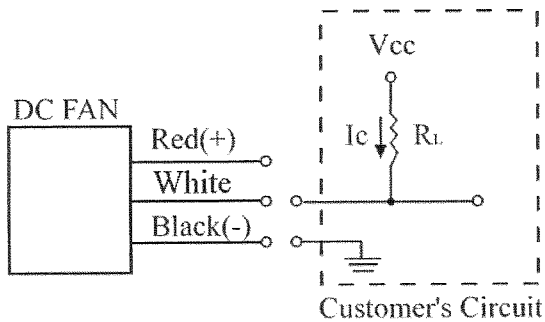 Vcc
DC FAN
Red(+)
Ic
RL
White
Black(-)
Customer's Circuit